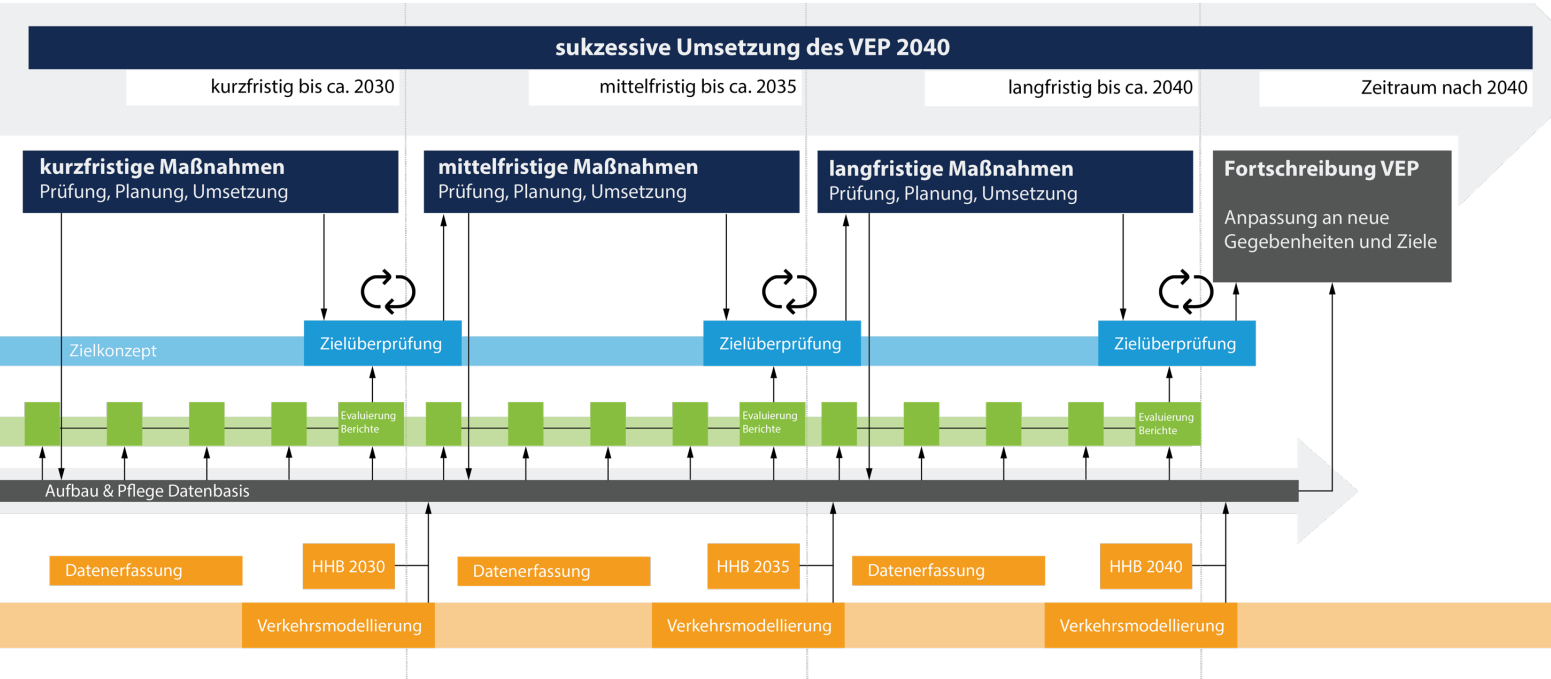 sukzessive Umsetzung des VEP 2040
kurzfristig bis ca. 2030
mittelfristig bis ca. 2035
langfristig bis ca. 2040
Zeitraum nach 2040
kurzfristige Maßnahmen
Prüfung, Planung, Umsetzung
mittelfristige Maßnahmen
Prüfung, Planung, Umsetzung
langfristige Maßnahmen
Prüfung, Planung, Umsetzung
Fortschreibung VEP
Anpassung an neue
Gegebenheiten und Ziele
Zielkonzept
Zielüberprüfung
Zielüberprüfung
Zielüberprüfung
Evaluierung
Berichte
Evaluierung
Berichte
Evaluierung
Berichte
Aufbau & Pflege Datenbasis
Datenerfassung
HHB 2030
Datenerfassung
HHB 2035
Datenerfassung
HHB 2040
Verkehrsmodellierung
Verkehrsmodellierung
Verkehrsmodellierung